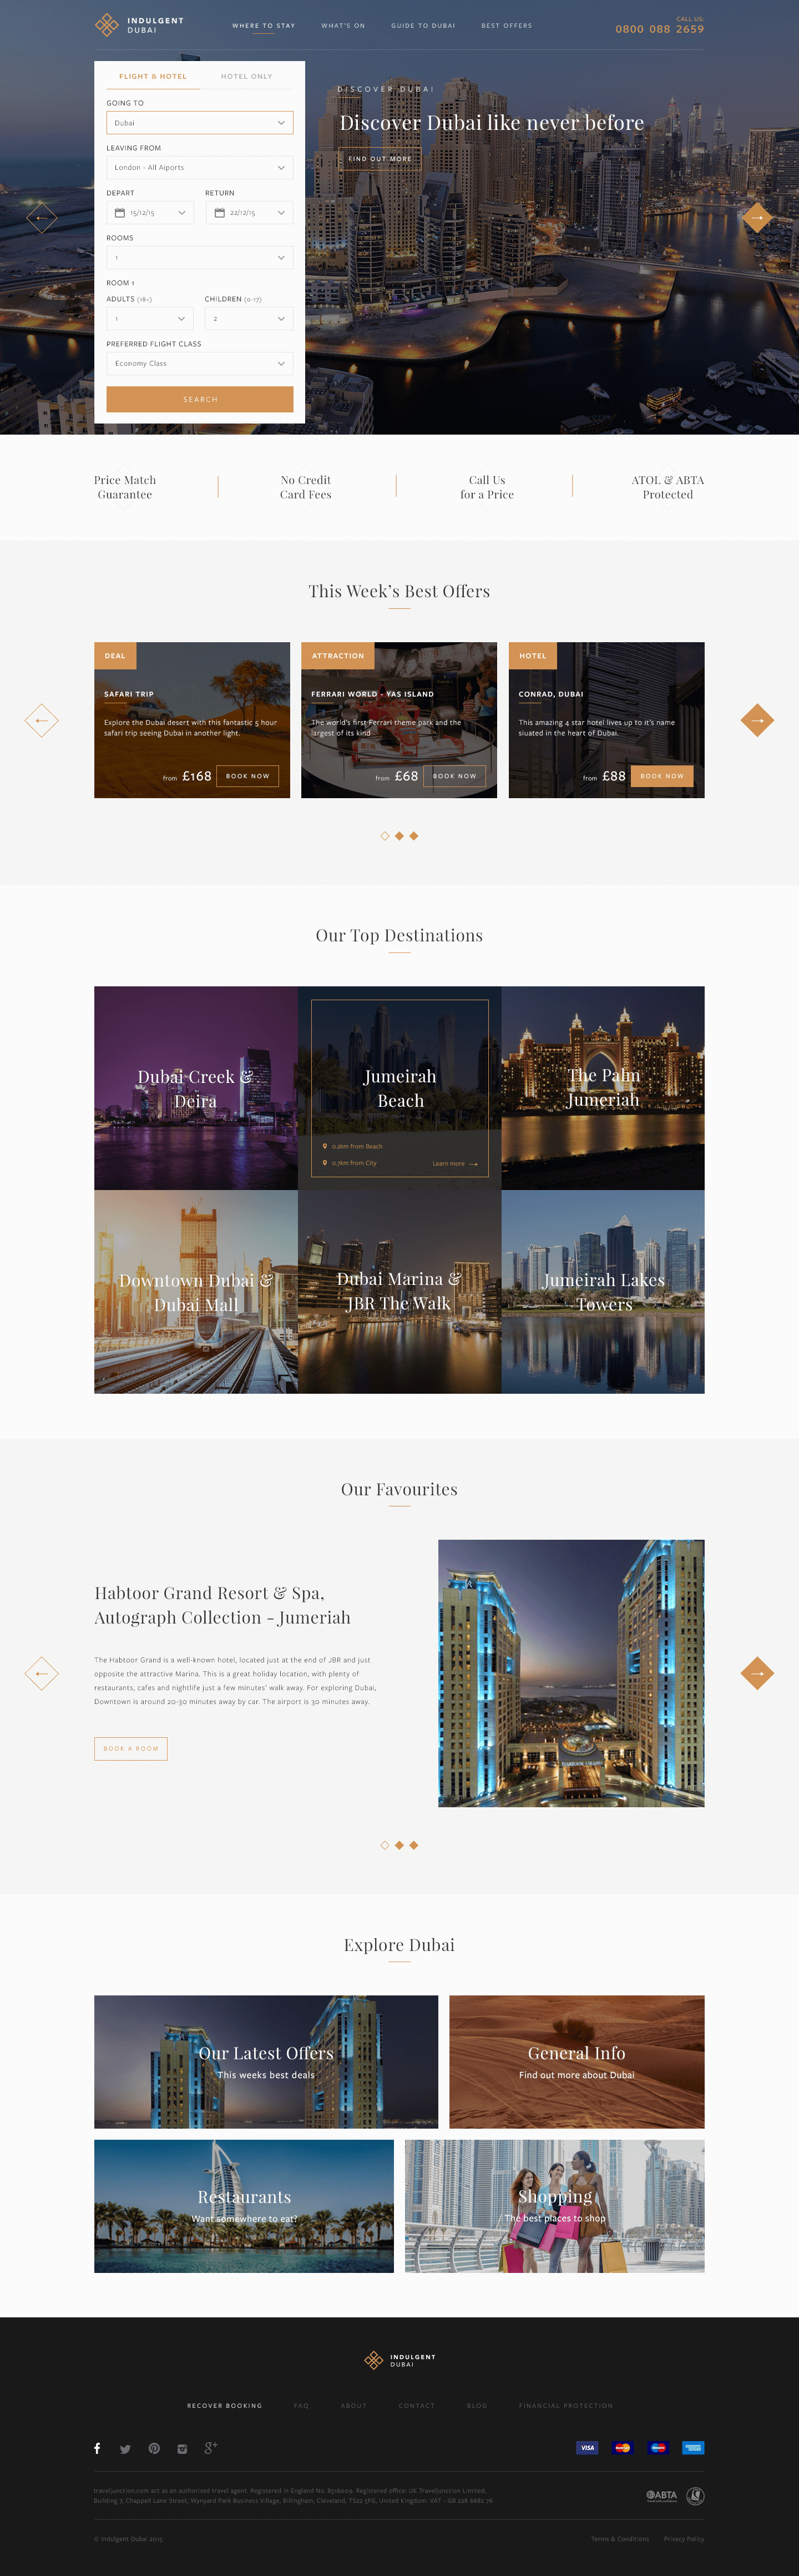 INDULGENT
DUBAI
WHERE TO STAY
WHAT'S ON
GUIDE TO DUBAI
BEST OFFERS
CALL US:
0800 088 2659
FLIGHT & HOTEL
HOTEL ONLY
GOING TO
Dubai
LEAVING FROM
London - All Aiports
DEPART
RETURN
15/12/15
22/12/15
ROOMS
1
ROOM 1
ADULTS (18+)
CHILDREN (0-17)
1
2
PREFERRED FLIGHT CLASS
Economy Class
SEARCH
DISCOVER DUBAI
Discover Dubai like never before
FIND OUT MORE
Price Match
Guarantee
No Credit
Card Fees
Call Us
for a Price
ATOL & ABTA
Protected
This Week's Best Offers
DEAL
SAFARI TRIP
Explore the Dubai desert with this fantastic 5 hour
safari trip seeing Dubai in another light.
from £168
BOOK NOW
ATTRACTION
FERRARI WORLD - YAS ISLAND
The world's first Ferrari theme park and the
largest of its kind
from £68
BOOK NOW
HOTEL
CONRAD, DUBAI
This amazing 4 star hotel lives up to it's name
siuated in the heart of Dubai.
from £88
BOOK NOW
Our Top Destinations
Dubai Creek &
Deira
Jumeirah
Beach
0.2km from Beach
0.7km from City
Learn more
The Palm
Jumeriah
Downtown Dubai &
Dubai Mall
Dubai Marina &
JBR The Walk
Jumeirah Lakes
Towers
Our Favourites
Habtoor Grand Resort & Spa,
Autograph Collection - Jumeriah
The Habtoor Grand is a well-known hotel, located just at the end of JBR and just
opposite the attractive Marina. This is a great holiday location, with plenty of
restaurants, cafes and nightlife just a few minutes' walk away. For exploring Dubai,
Downtown is around 20-30 minutes away by car. The airport is 30 minutes away.
BOOK A ROOM
Explore Dubai
Our Latest Offers
This weeks best deals
General Info
Find out more about Dubai
Restaurants
Want somewhere to eat?
Shopping
The best places to shop
INDULGENT
DUBAI
RECOVER BOOKING
FAQ
ABOUT
CONTACT
BLOG
FINANCIAL PROTECTION
VISA
traveljunction.com act as an authorised travel agent. Registered in England No. 8516009. Registered office: UK Traveljunction Limited,
Building 7, Chappell Lane Street, Wynyard Park Business Village, Billingham, Cleveland, TS22 5FG, United Kingdom. VAT - GB 228 6682 76
ABTA
© Indulgent Dubai 2015
Terms & Conditions
Privacy Policy